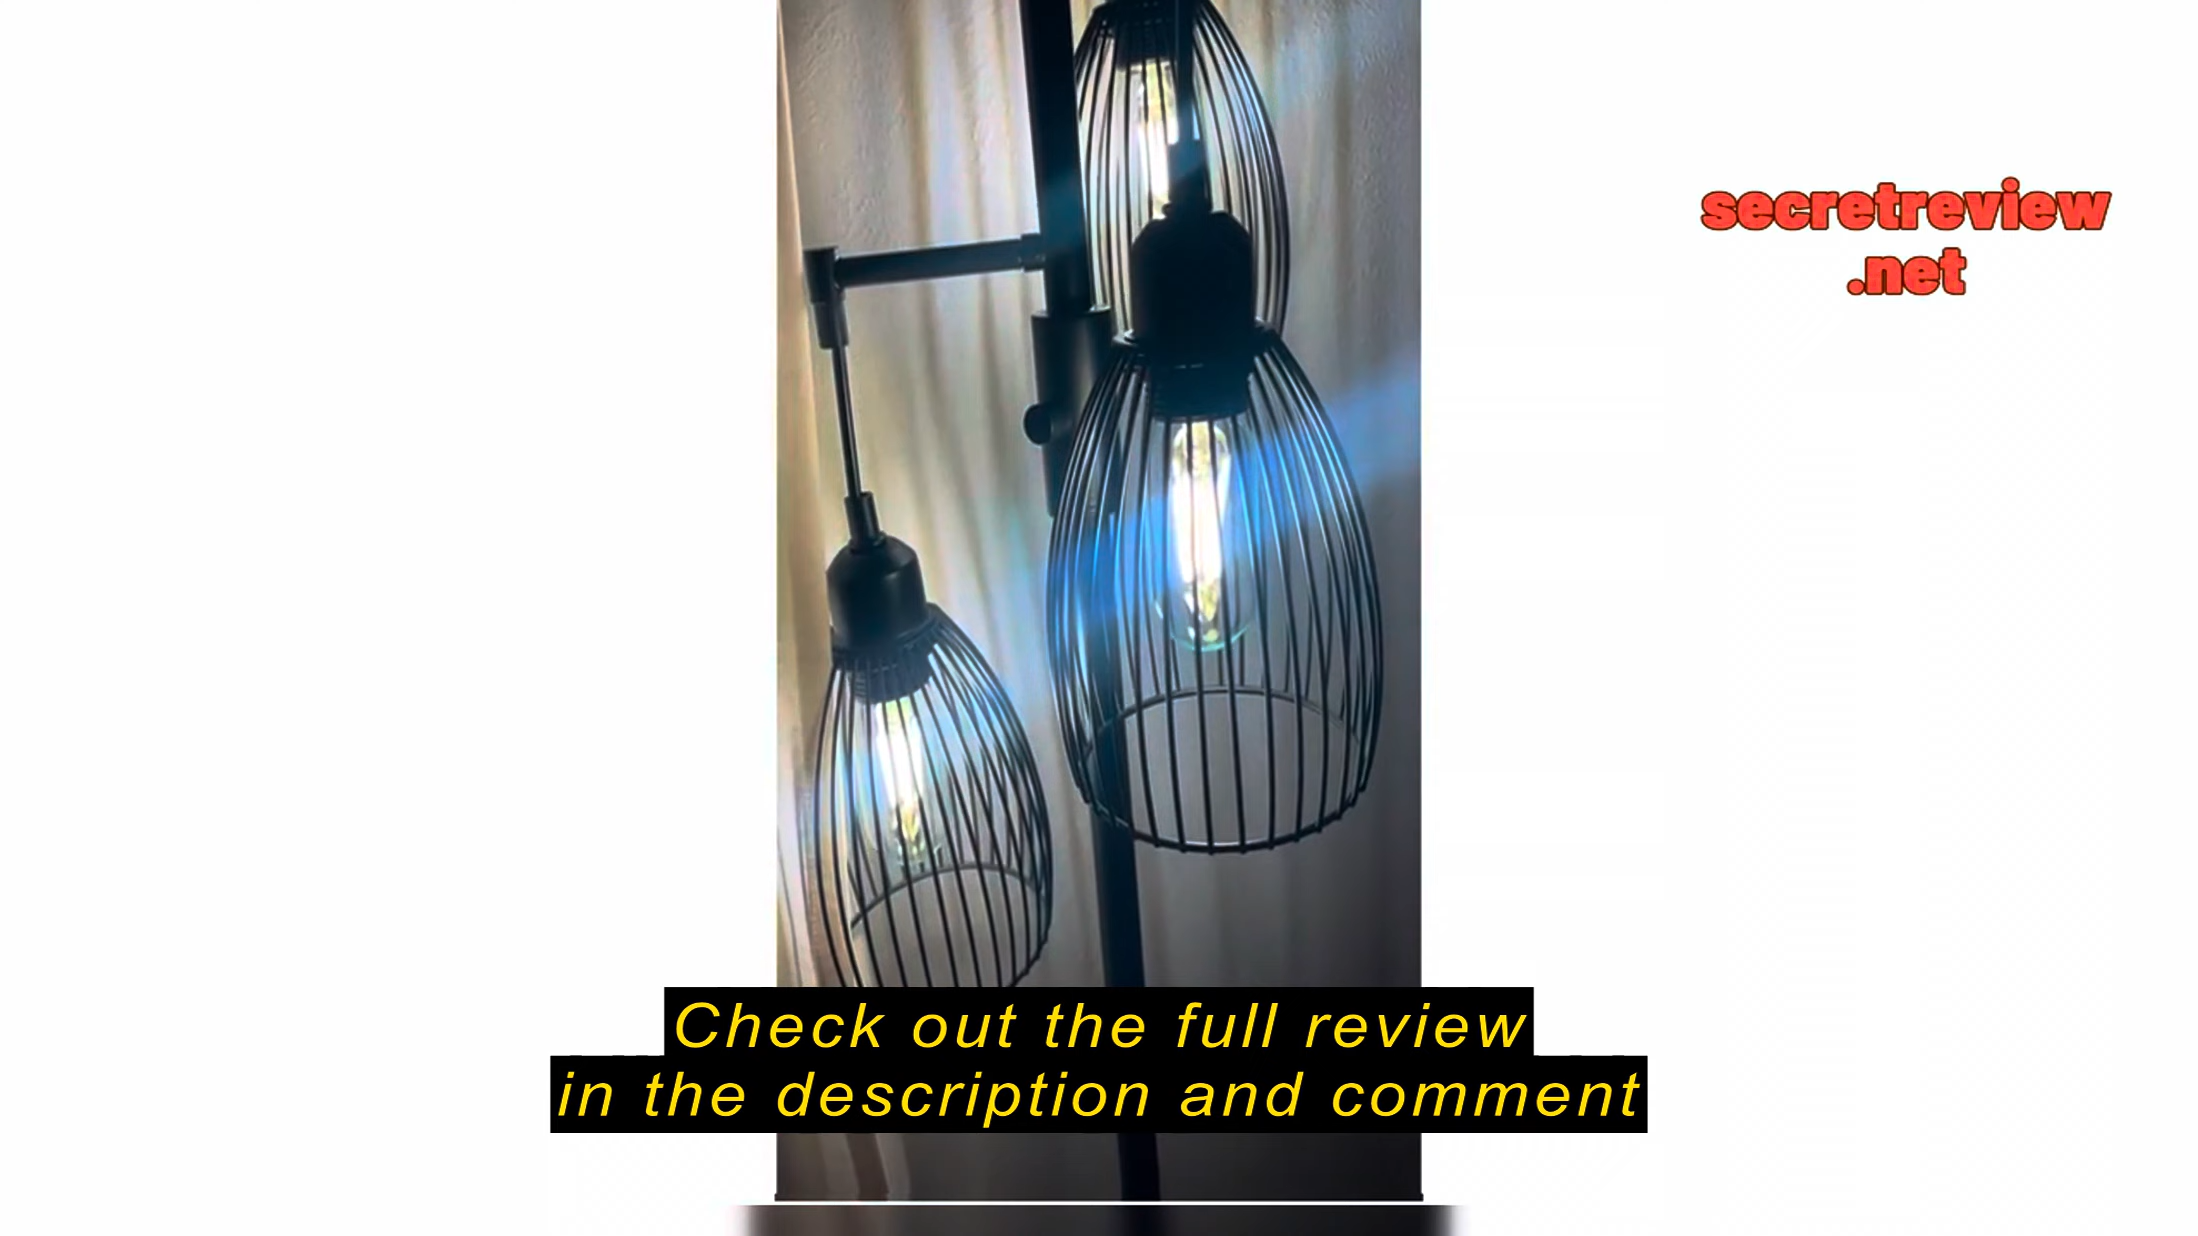 secretreview
.net
Check out the full review
in the description and comment